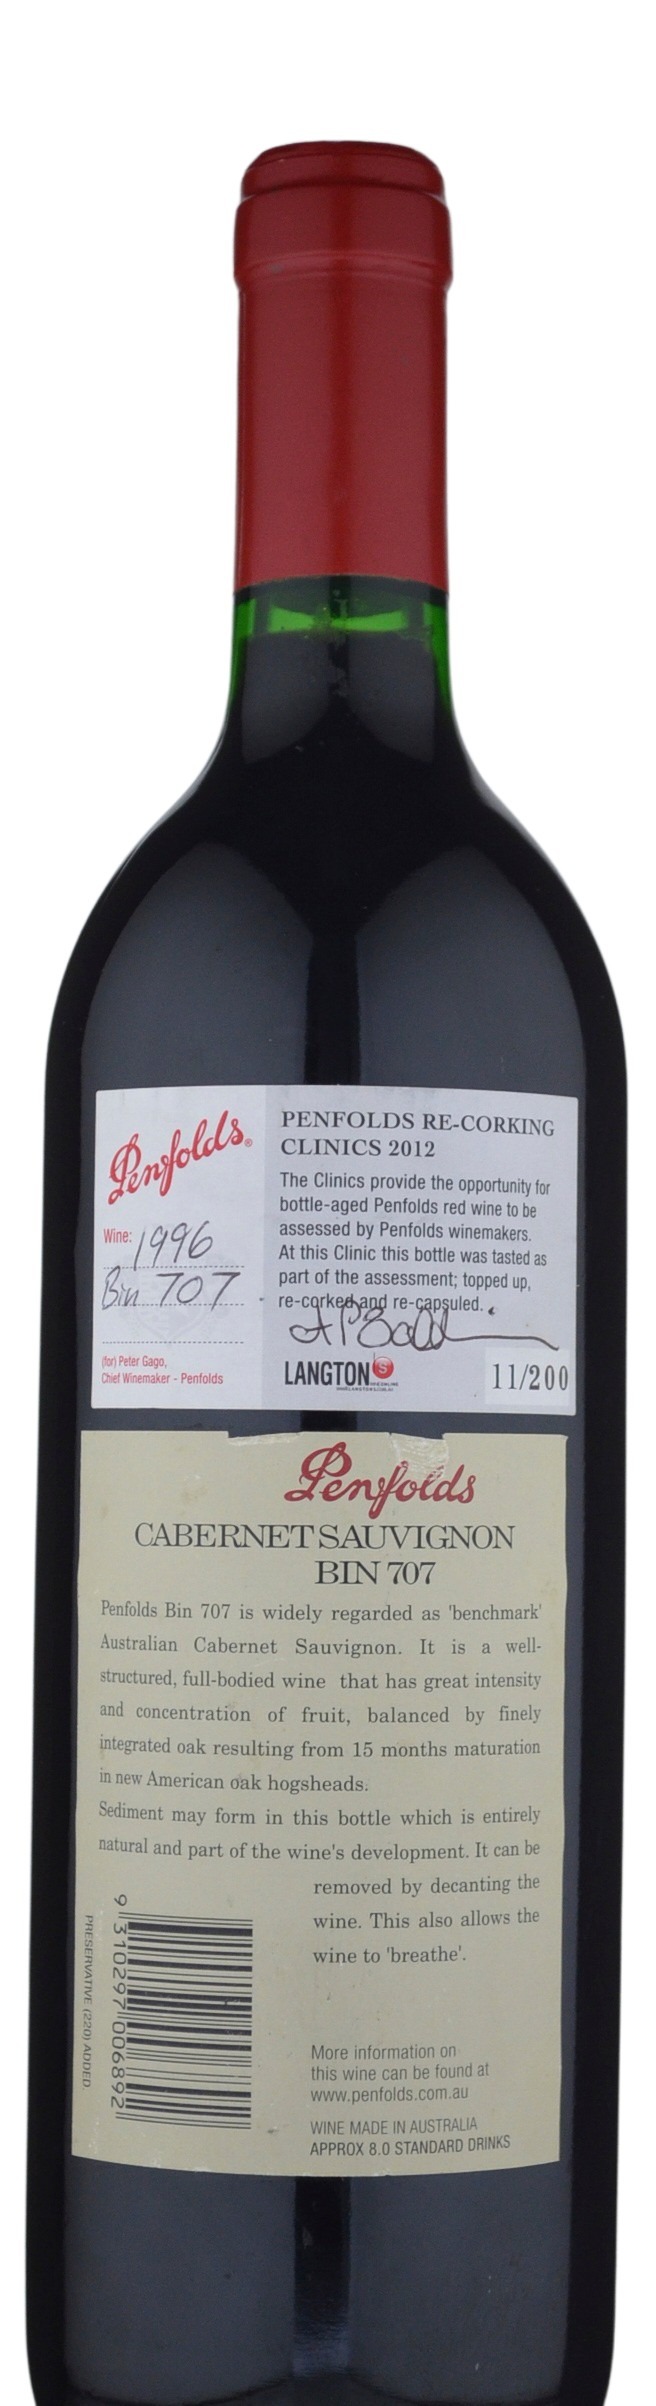 Penfolds®
Wine: 1996
Bin 707
(for) Peter Gago,
Chief Winemaker - Penfolds
PENFOLDS RE-CORKING
CLINICS 2012
The Clinics provide the opportunity for
bottle-aged Penfolds red wine to be
assessed by Penfolds winemakers.
At this Clinic this bottle was tasted as
part of the assessment; topped up,
re-corked and re-capsuled.
LANGTONS
11/200
Penfolds
CABERNET SAUVIGNON
BIN 707
Penfolds Bin 707 is widely regarded as 'benchmark'
Australian Cabernet Sauvignon. It is a well-
structured, full-bodied wine that has great intensity
and concentration of fruit, balanced by finely
integrated oak resulting from 15 months maturation
in new American oak hogsheads.
Sediment may form in this bottle which is entirely
natural and part of the wine's development. It can be
removed by decanting the
wine. This also allows the
wine to 'breathe'.
9 310297 006892
PRESERVATIVE (220) ADDED
More information on
this wine can be found at
www.penfolds.com.au
WINE MADE IN AUSTRALIA
APPROX 8.0 STANDARD DRINKS